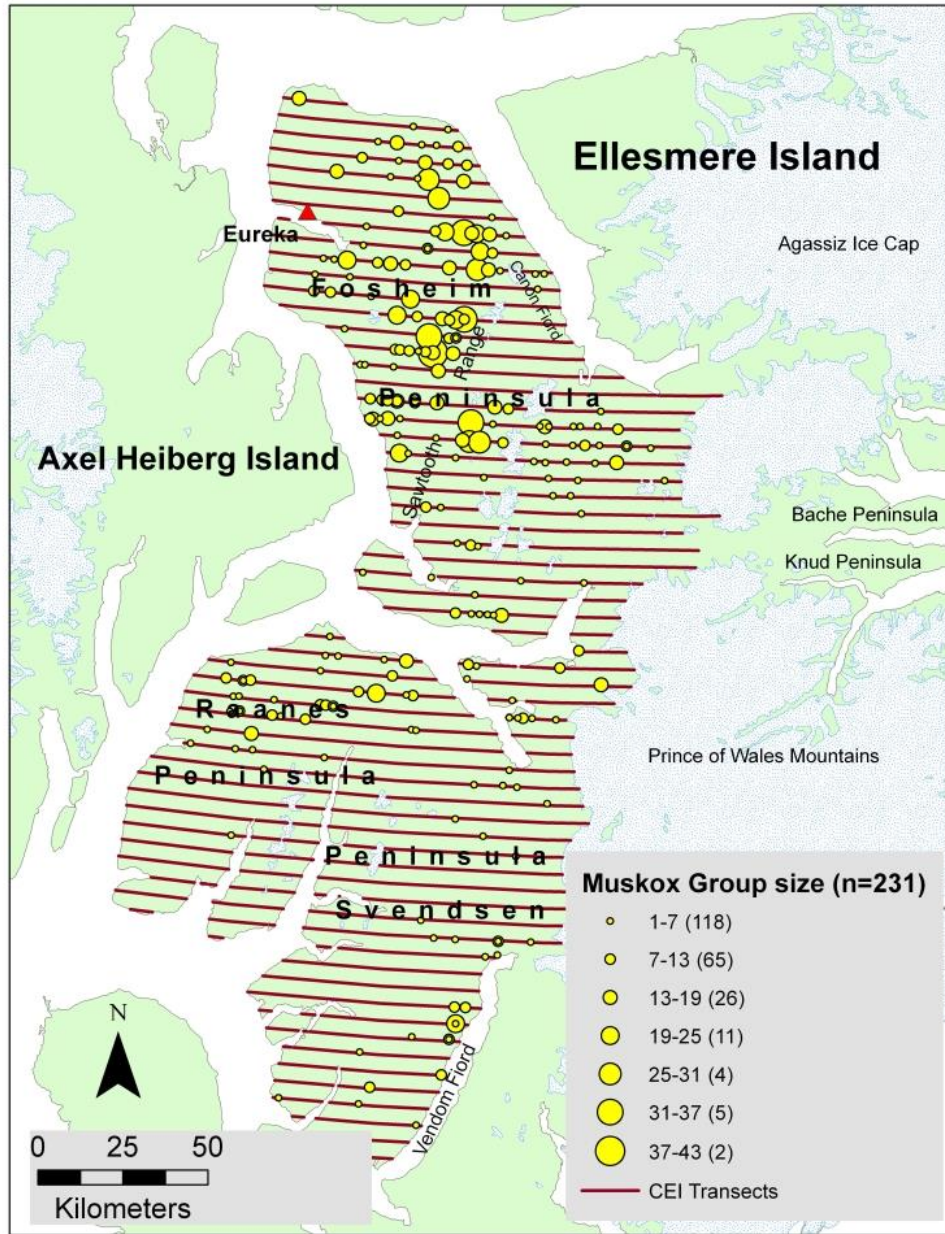 Ellesmere Island
Agassiz Ice Cap
Eureka
Canon Fiord
Fosheim
Range
Peninsula
Axel Heiberg Island
Sawtooth
Bache Peninsula
Knud Peninsula
Raanes
Prince of Wales Mountains
Peninsula
Peninsula
Svendsen
Vendom Fiord
N
0 25 50
Kilometers
Muskox Group size (n=231)
1-7 (118)
7-13 (65)
13-19 (26)
19-25 (11)
25-31 (4)
31-37 (5)
37-43 (2)
CEI Transects